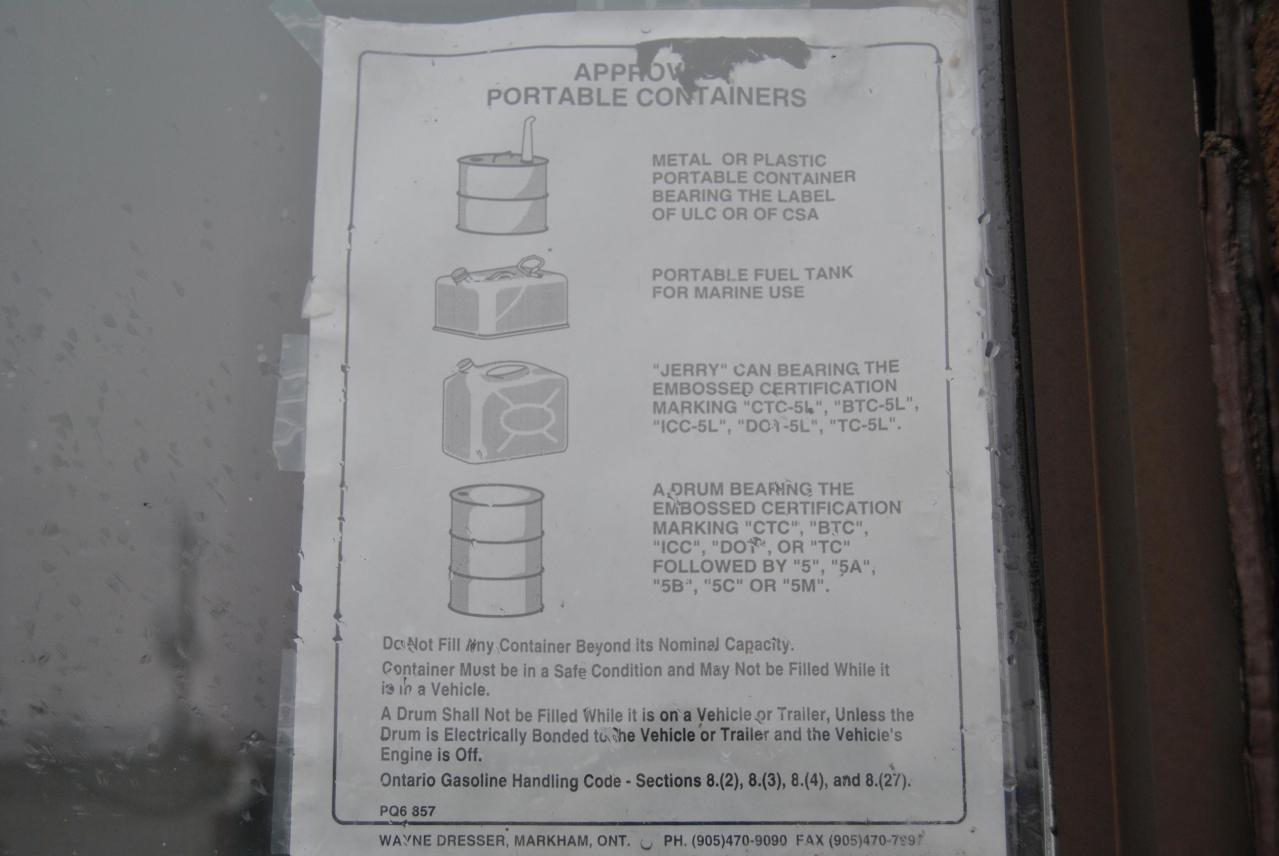 APPROV
PORTABLE CONTAINERS
METAL OR PLASTIC
PORTABLE CONTAINER
BEARING THE LABEL
OF ULC OR OF CSA
PORTABLE FUEL TANK
FOR MARINE USE
"JERRY" CAN BEARING THE
EMBOSSED CERTIFICATION
MARKING "CTC-5L", "BTC-5L",
"ICC-5L", "DOT-5L", "TC-5L".
A DRUM BEARING THE
EMBOSSED CERTIFICATION
MARKING "CTC", "BTC",
"ICC", "DOT", OR "TC"
FOLLOWED BY "5", "5A",
"5B", "5C" OR "5M".
Do Not Fill Any Container Beyond its Nominal Capacity.
Container Must be in a Safe Condition and May Not be Filled While it
is in a Vehicle.
A Drum Shall Not be Filled While it is on a Vehicle or Trailer, Unless the
Drum is Electrically Bonded to the Vehicle or Trailer and the Vehicle's
Engine is Off.
Ontario Gasoline Handling Code - Sections 8.(2), 8.(3), 8.(4), and 8.(27).
PQ6 857
WAYNE DRESSER, MARKHAM, ONT. PH. (905)470-9090 FAX